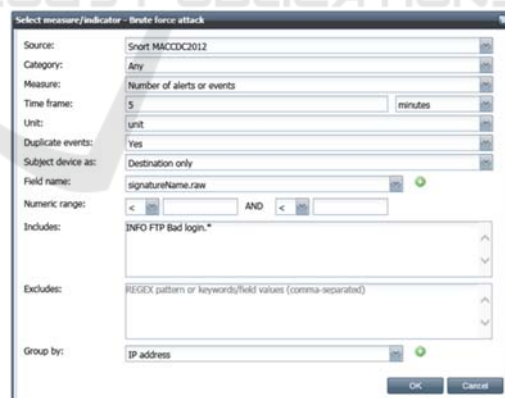 Select measure/indicator - Brute force attack
Source: Snort MACCDC2012
Category: Any
Measure: Number of alerts or events
Time frame: 5 minutes
Unit: unit
Duplicate events: Yes
Subject device as: Destination only
Field name: signatureName.raw
Numeric range: < AND <
Includes: INFO FTP Bad login.*
Excludes: REGEX pattern or keywords/field values (comma-separated)
Group by: IP address
OK Cancel